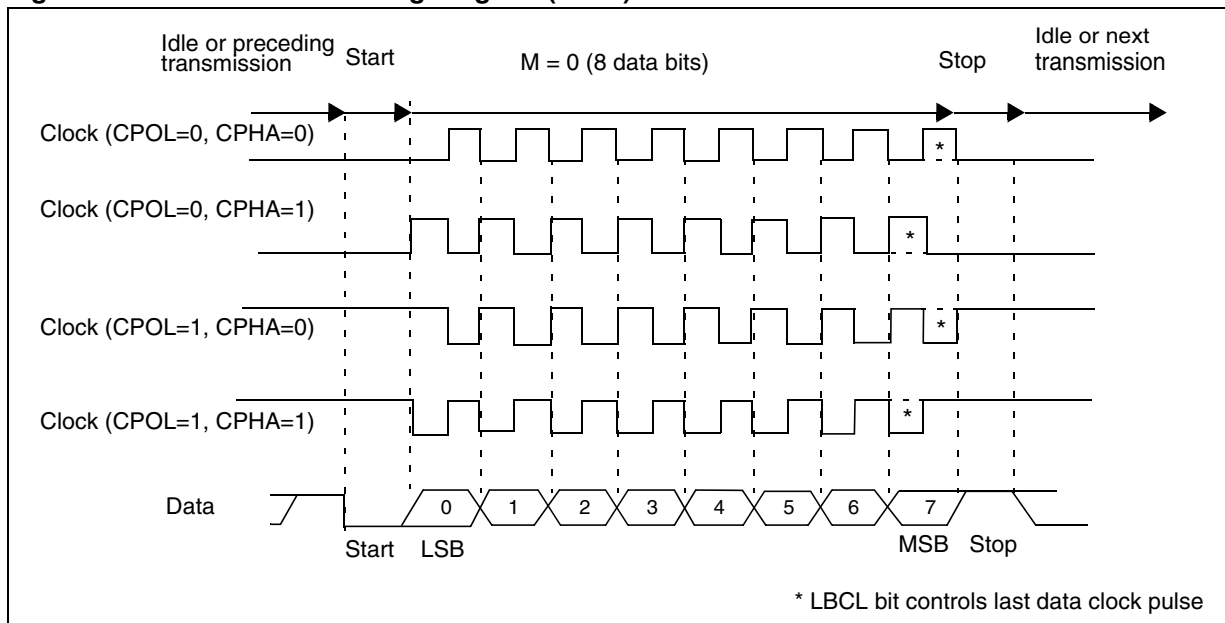 Idle or preceding
transmission
Start
M = 0 (8 data bits)
Stop
Idle or next
transmission
Clock (CPOL=0, CPHA=0)
*
Clock (CPOL=0, CPHA=1)
*
Clock (CPOL=1, CPHA=0)
*
Clock (CPOL=1, CPHA=1)
*
Data
0 1 2 3 4 5 6 7
Start LSB MSB Stop
* LBCL bit controls last data clock pulse